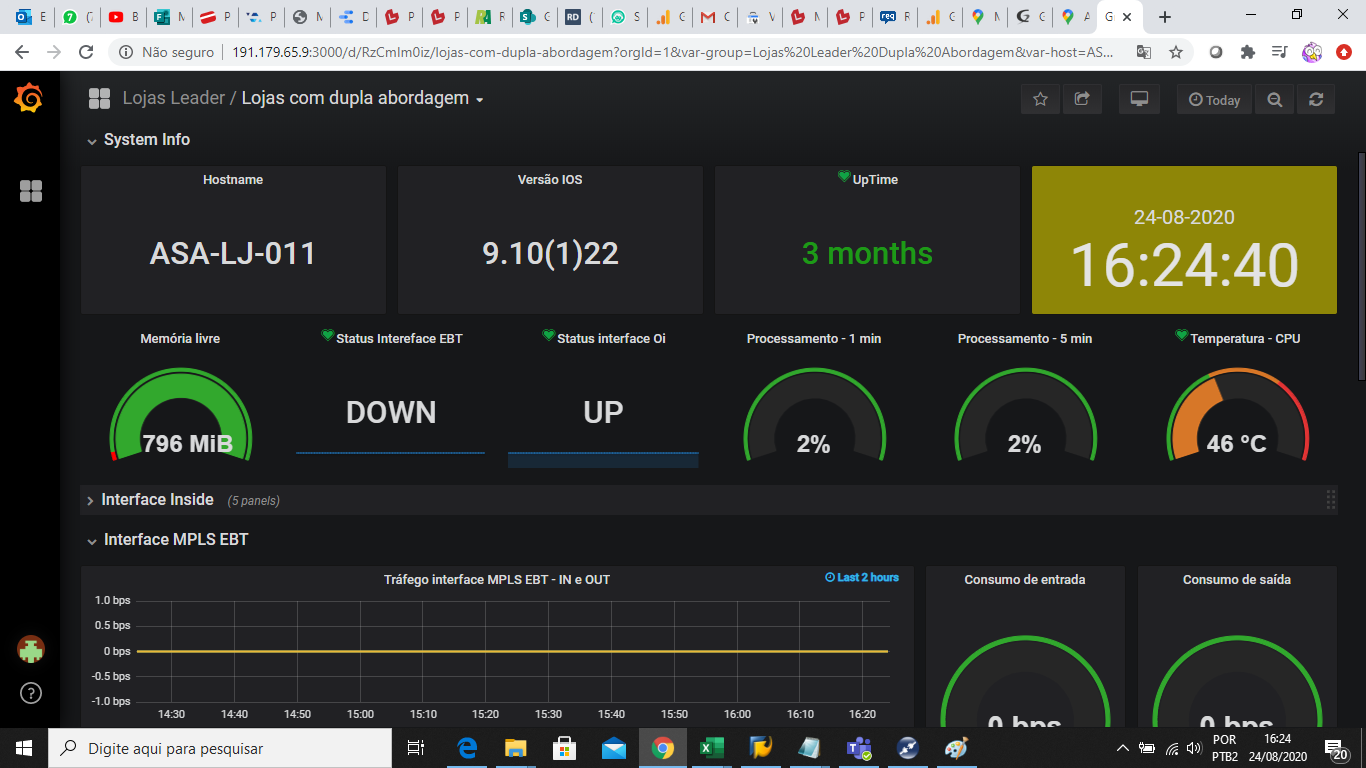 E
(7
B
M
P
P
N
D
P
P
R
C
(
S
C
C
V
N
P
R
C
M
G
A
G
Não seguro
191.179.65.9:3000/d/RzCmIm0iz/lojas-com-dupla-abordagem?orgId=1&var-group=Lojas%20Leader%20Dupla%20Abordagem&var-host=AS...
Lojas Leader / Lojas com dupla abordagem
Today
System Info
Hostname
ASA-LJ-011
Versão IOS
9.10(1)22
UpTime
3 months
24-08-2020
16:24:40
Memória livre
796 MiB
Status Intereface EBT
DOWN
Status interface Oi
UP
Processamento - 1 min
2%
Processamento - 5 min
2%
Temperatura - CPU
46 °C
Interface Inside (5 panels)
Interface MPLS EBT
Tráfego interface MPLS EBT - IN e OUT
Last 2 hours
1.0 bps
0.5 bps
0 bps
-0.5 bps
-1.0 bps
14:30 14:40 14:50 15:00 15:10 15:20 15:30 15:40 15:50 16:00 16:10 16:20
Consumo de entrada
0 bps
Consumo de saída
0 bps
Digite aqui para pesquisar
POR
PTB2
16:24
24/08/2020
20